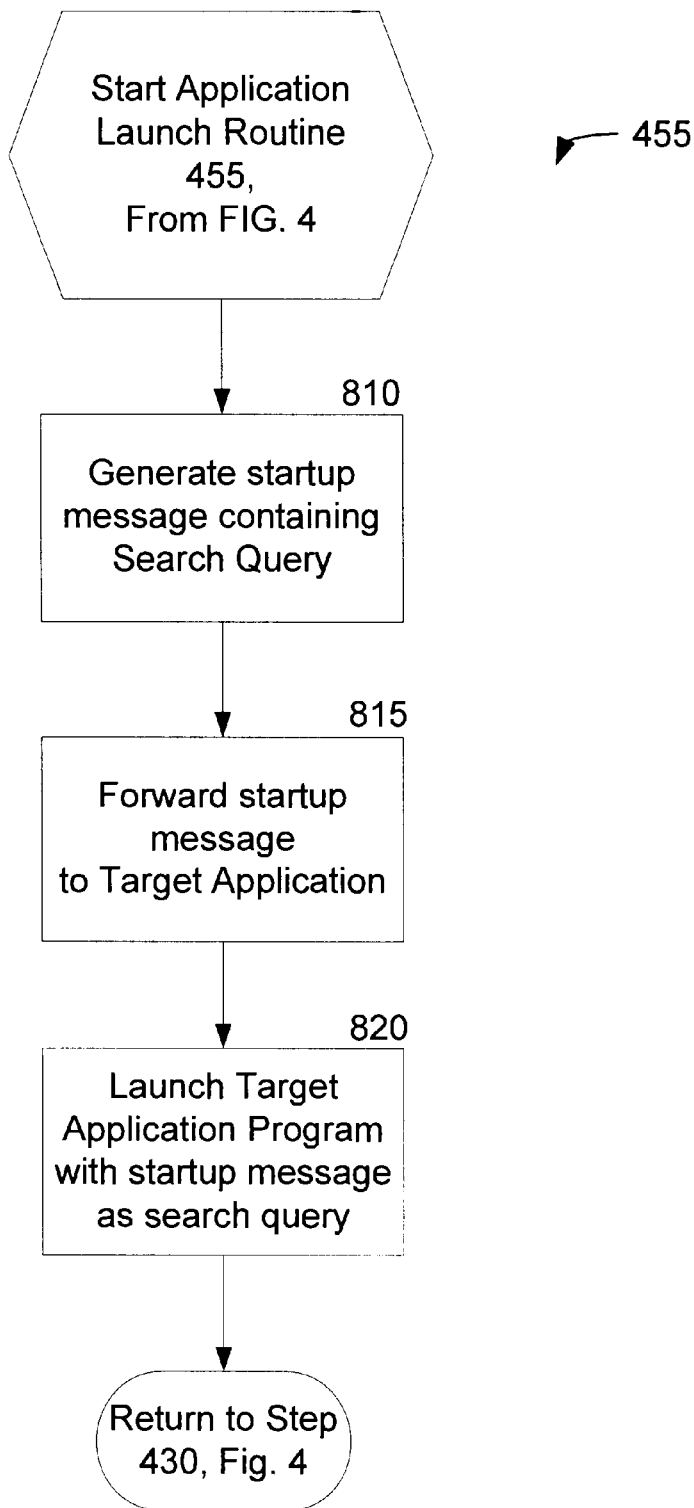 Start Application
Launch Routine
455,
From FIG. 4
455
810
Generate startup
message containing
Search Query
815
Forward startup
message
to Target Application
820
Launch Target
Application Program
with startup message
as search query
Return to Step
430, Fig. 4